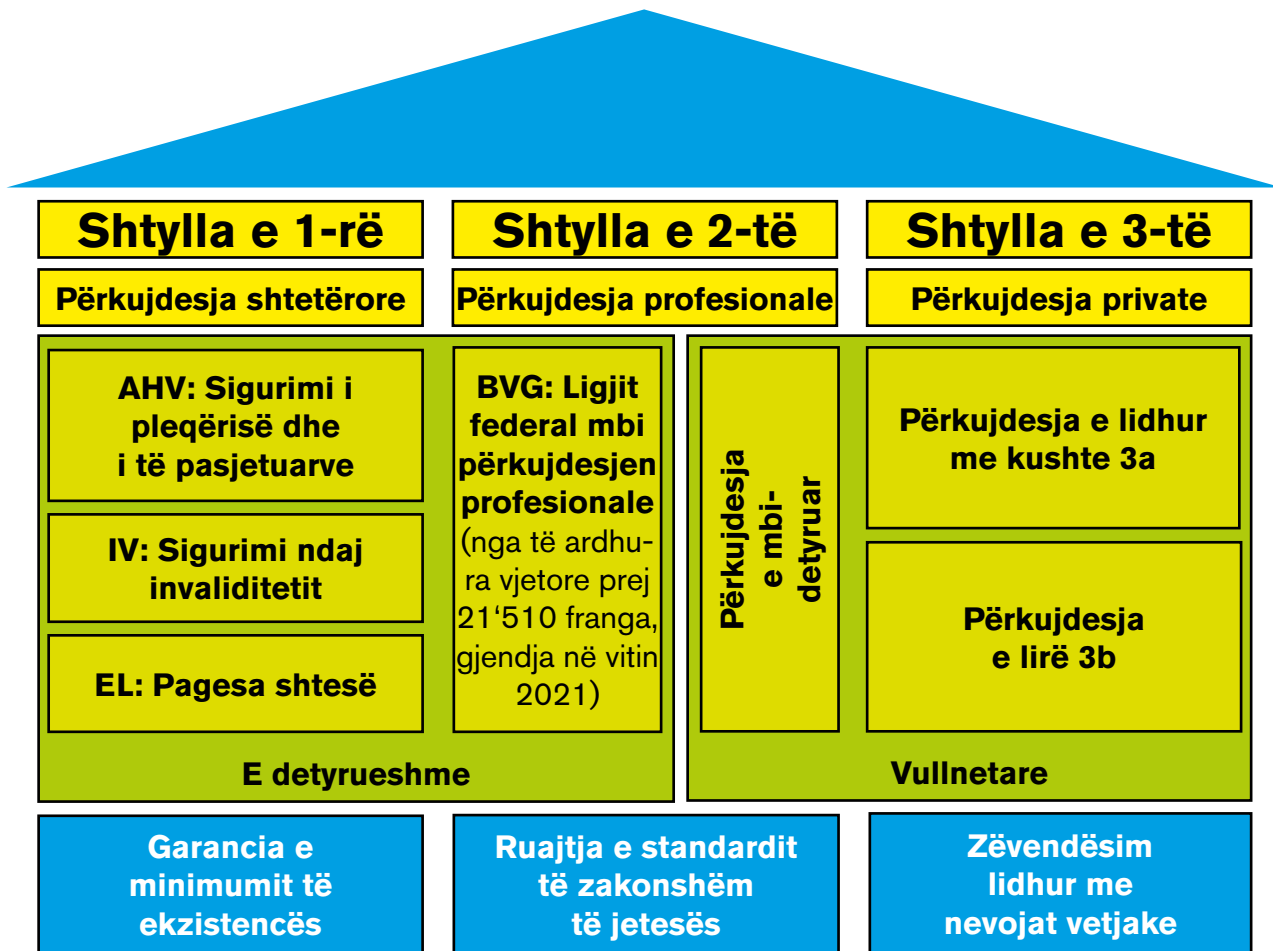 Shtylla e 1-rë
Përkujdesja shtetërore
AHV: Sigurimi i
pleqërisë dhe
i të pasjetuarve
IV: Sigurimi ndaj
invaliditetit
EL: Pagesa shtesë
Shtylla e 2-të
Përkujdesja profesionale
BVG: Ligjit
federal mbi
përkujdesjen
profesionale
(nga të ardhu-
ra vjetore prej
21‘510 franga,
gjendja në vitin
2021)
E detyrueshme
Përkujdesja
e mbi-
detyruar
Shtylla e 3-të
Përkujdesja private
Përkujdesja e lidhur
me kushte 3a
Përkujdesja
e lirë 3b
Vullnetare
Garancia e
minimumit të
ekzistencës
Ruajtja e standardit
të zakonshëm
të jetesës
Zëvendësim
lidhur me
nevojat vetjake